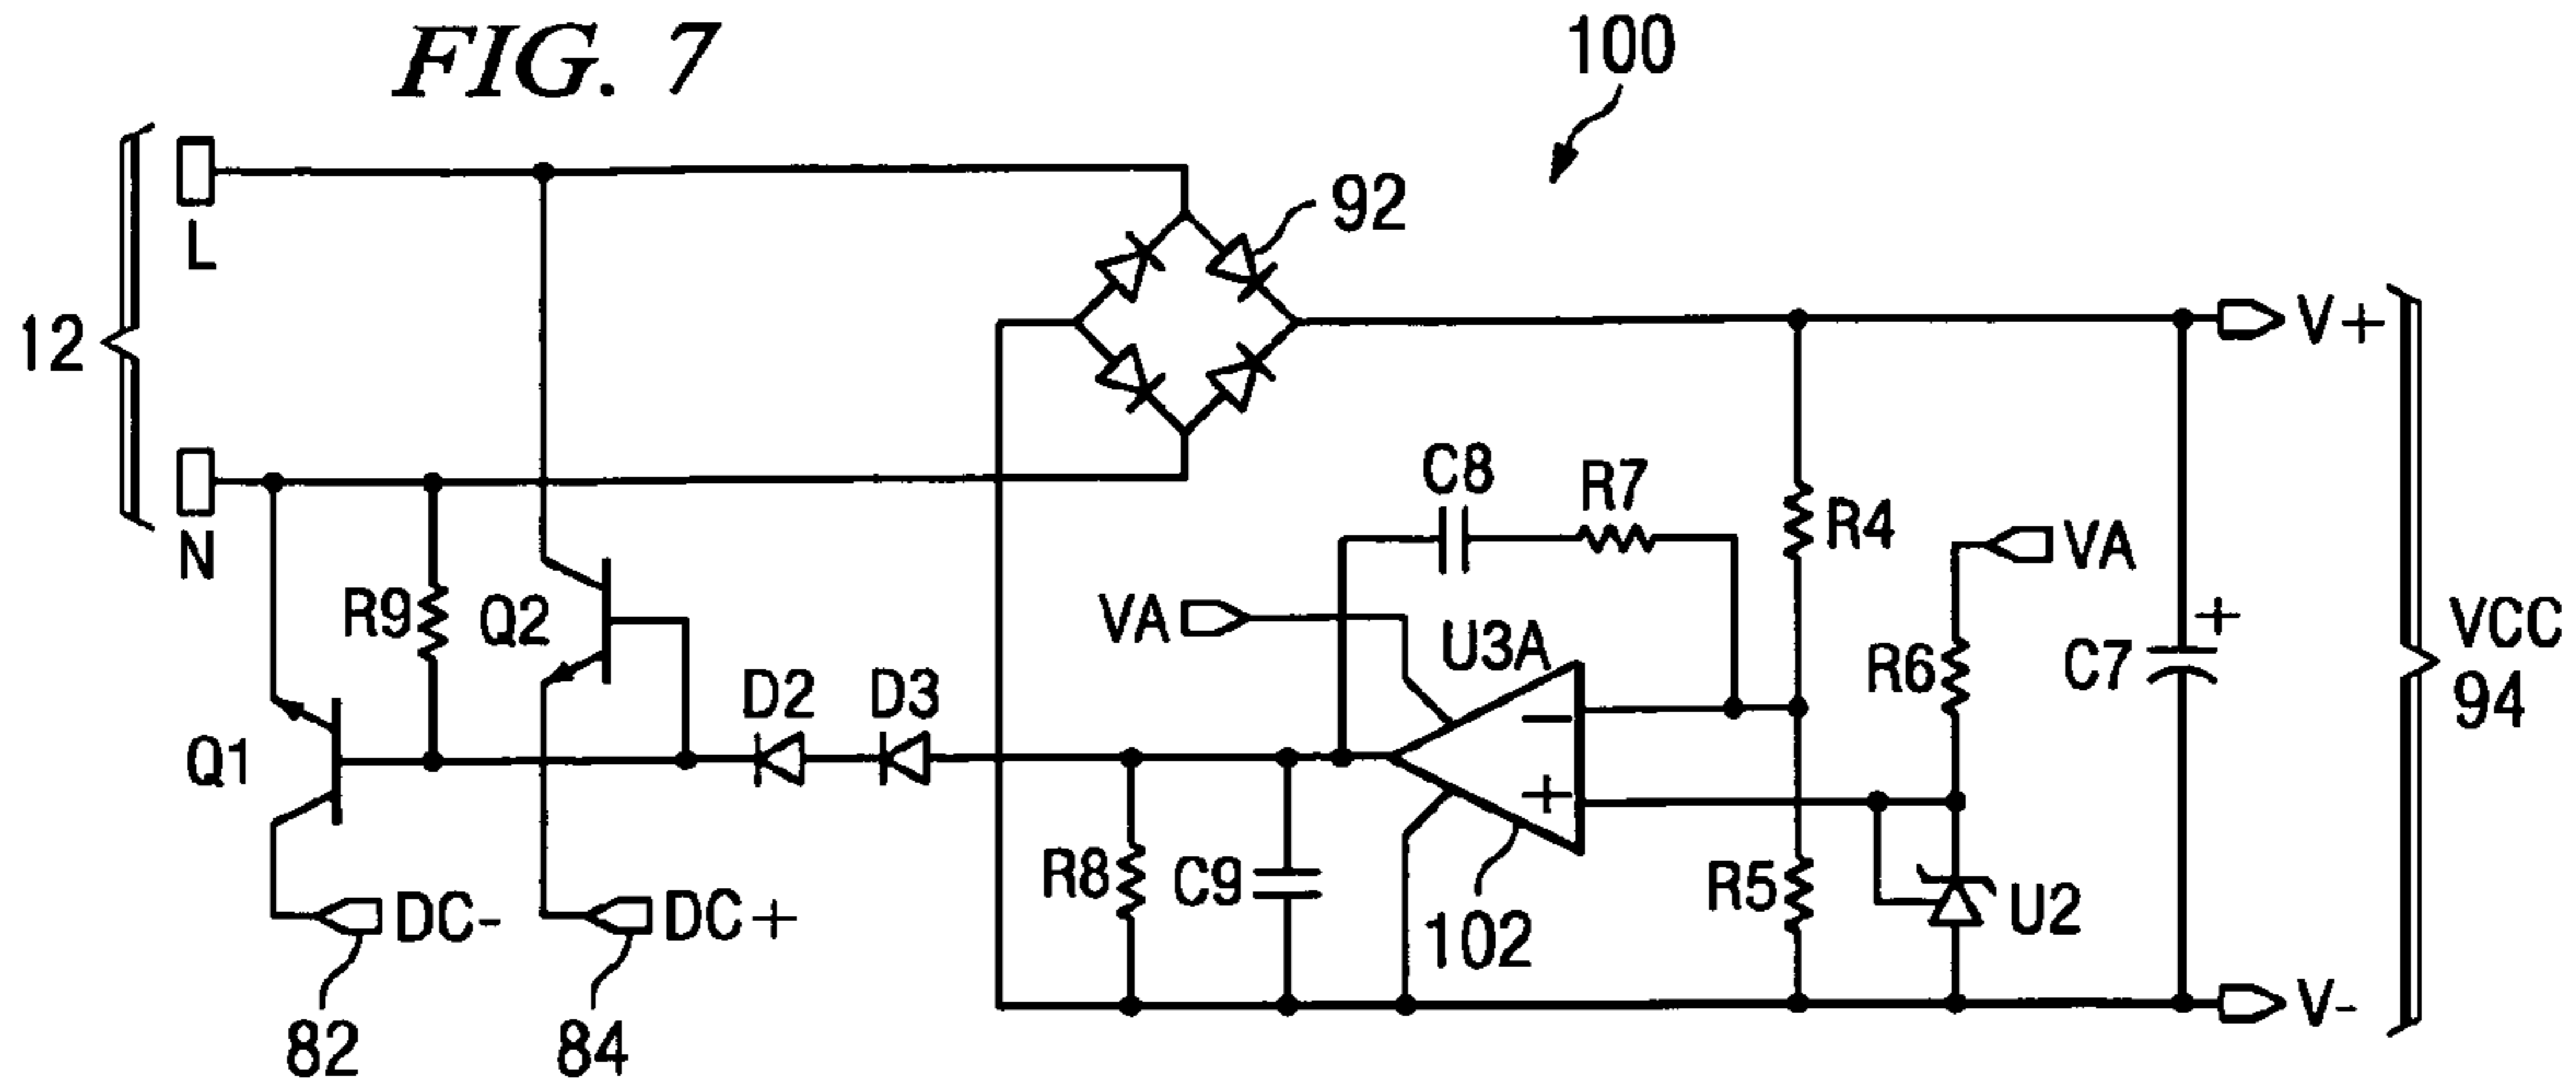 FIG. 7
100
92
L
12
V+
N
C8
R7
R4
VA
R9
Q2
VA
U3A
R6
C7
+
VCC
94
D2
D3
−
Q1
+
R8
C9
R5
U2
DC-
DC+
102
V-
82
84